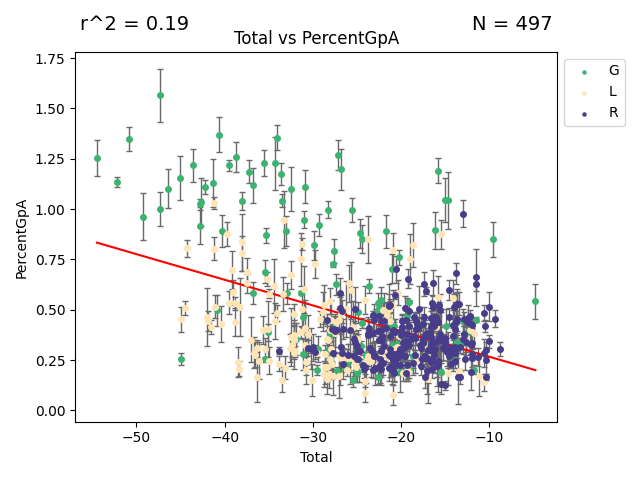 r^2 = 0.19 N = 497
Total vs PercentGpA
1.75
1.50
1.25
1.00
0.75
0.50
0.25
0.00
PercentGpA
−50 −40 −30 −20 −10
Total
G
L
R